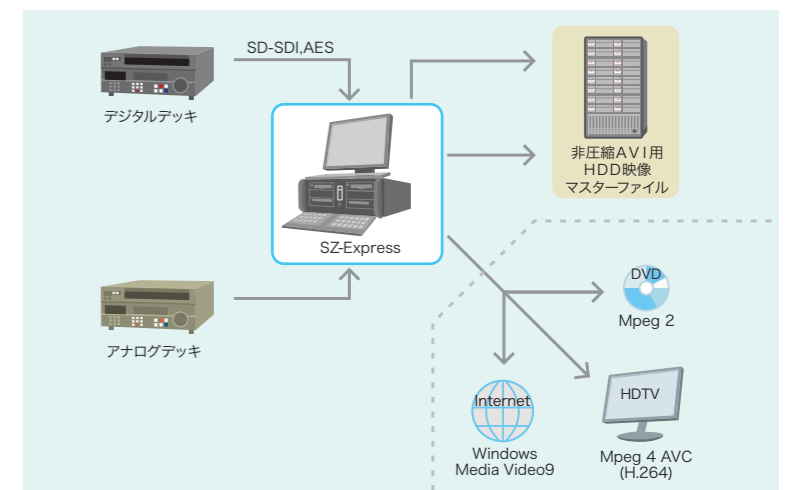 SD-SDI,AES
デジタルデッキ
非圧縮AVI用
HDD映像
マスターファイル
SZ-Express
アナログデッキ
DVD
Mpeg 2
Internet
HDTV
Windows
Media Video9
Mpeg 4 AVC
(H.264)